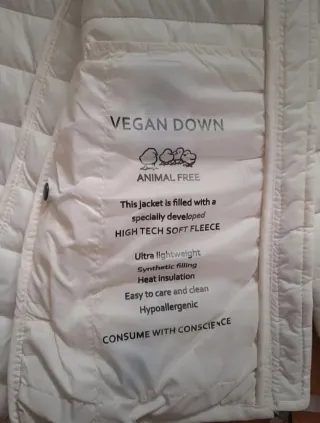 VEGAN DOWN
ANIMAL FREE
This jacket is filled with a
specially developed
HIGH TECH SOFT FLEECE
Ultra lightweight
Synthetic filling
Heat insulation
Easy to care and clean
Hypoallergenic
CONSUME WITH CONSCIENCE